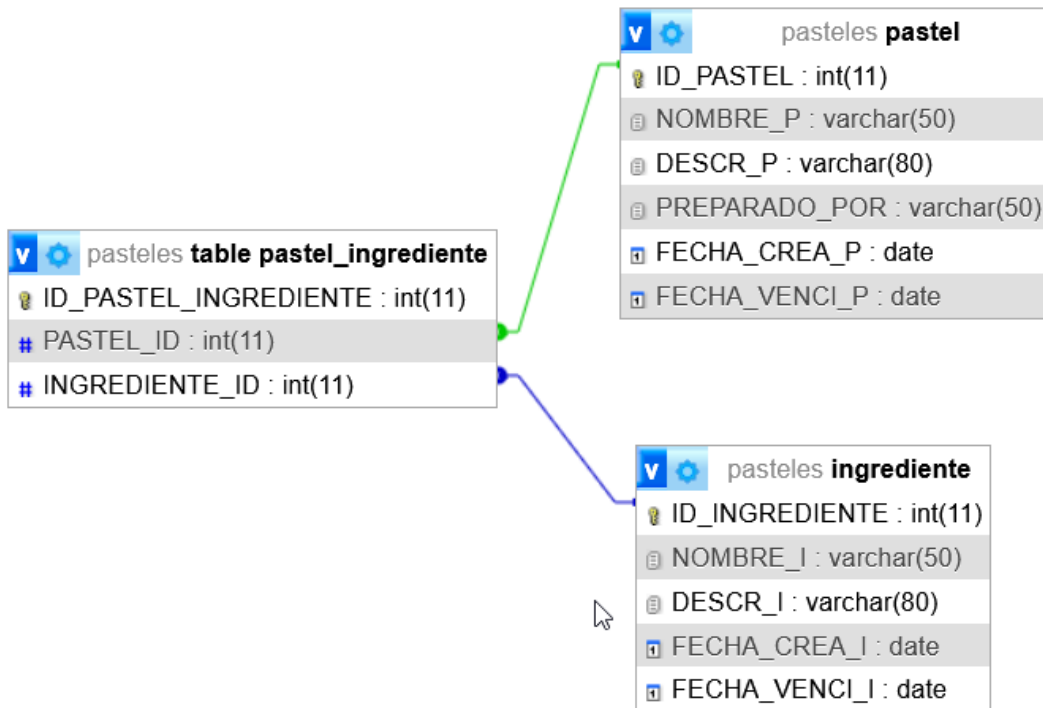 pasteles pastel
ID_PASTEL : int(11)
NOMBRE_P : varchar(50)
DESCR_P : varchar(80)
PREPARADO_POR : varchar(50)
FECHA_CREA_P : date
FECHA_VENCI_P : date
pasteles table pastel_ingrediente
ID_PASTEL_INGREDIENTE : int(11)
# PASTEL_ID : int(11)
# INGREDIENTE_ID : int(11)
pasteles ingrediente
ID_INGREDIENTE : int(11)
NOMBRE_I : varchar(50)
DESCR_I : varchar(80)
FECHA_CREA_I : date
FECHA_VENCI_I : date